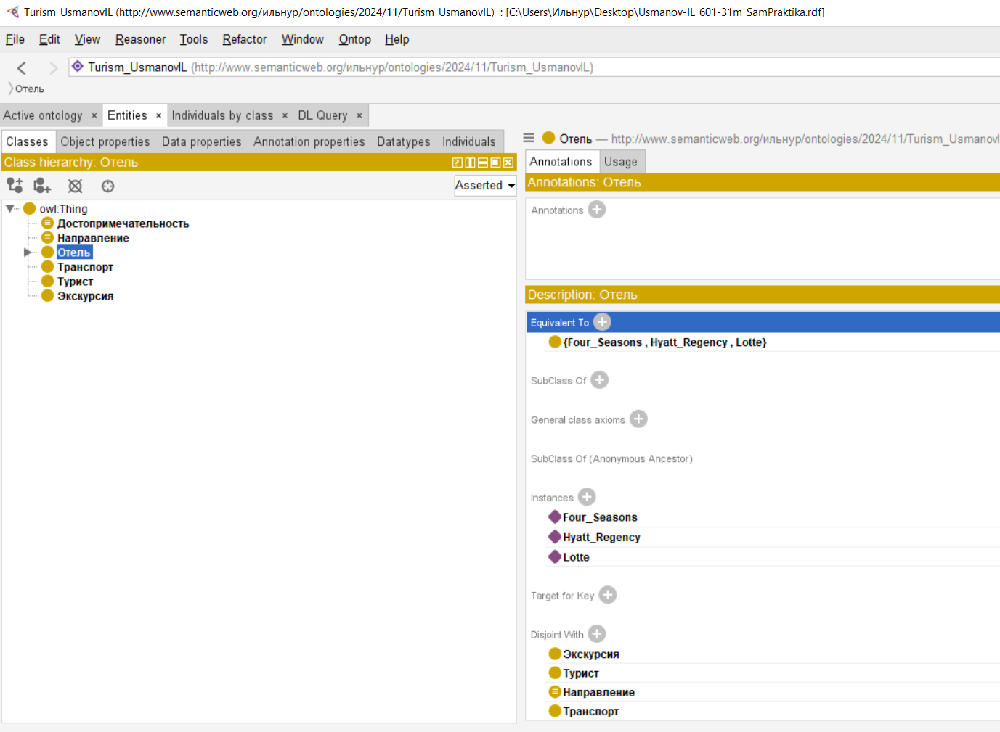 Turism_UsmanovIL (http://www.semanticweb.org/ильнур/ontologies/2024/11/Turism_UsmanovIL) : [C:\Users\Ильнур\Desktop\Usmanov-IL_601-31m_SamPraktika.rdf]
File Edit View Reasoner Tools Refactor Window Ontop Help
Turism_UsmanovIL (http://www.semanticweb.org/ильнур/ontologies/2024/11/Turism_UsmanovIL)
Отель
Active ontology × Entities × Individuals by class × DL Query ×
Classes Object properties Data properties Annotation properties Datatypes Individuals
Class hierarchy: Отель
Asserted
owl:Thing
Достопримечательность
Направление
Отель
Транспорт
Турист
Экскурсия
Отель — http://www.semanticweb.org/ильнур/ontologies/2024/11/Turism_UsmanovI
Annotations Usage
Annotations: Отель
Annotations
Description: Отель
Equivalent To
{Four_Seasons , Hyatt_Regency , Lotte}
SubClass Of
General class axioms
SubClass Of (Anonymous Ancestor)
Instances
Four_Seasons
Hyatt_Regency
Lotte
Target for Key
Disjoint With
Экскурсия
Турист
Направление
Транспорт